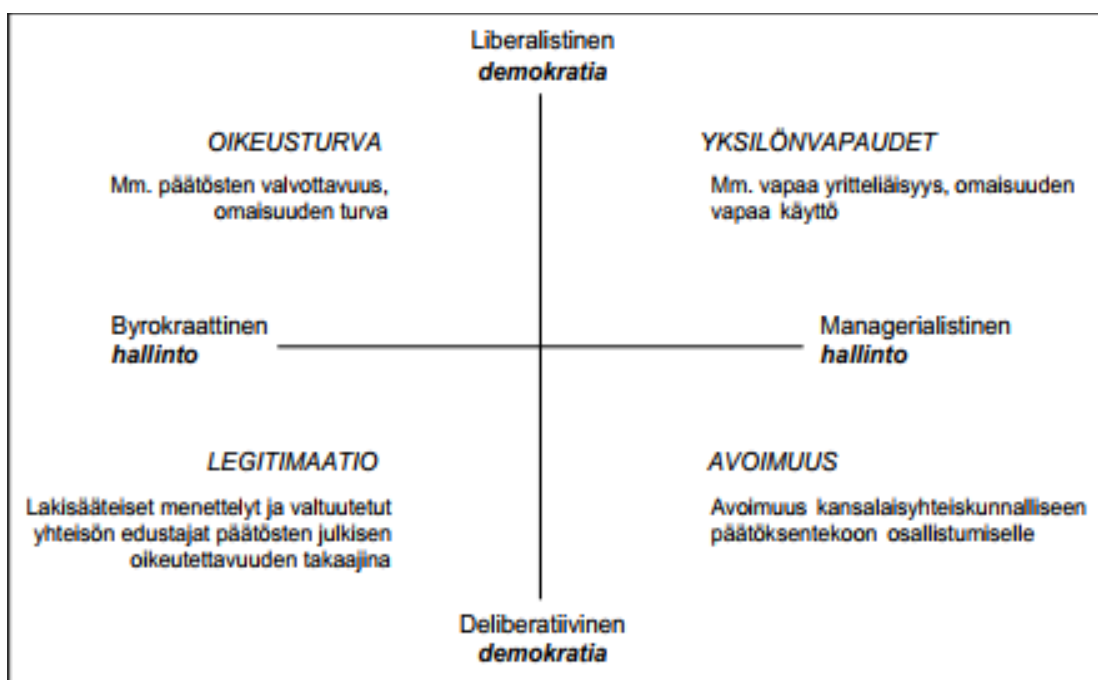 Liberalistinen
demokratia
OIKEUSTURVA
Mm. päätösten valvottavuus,
omaisuuden turva
YKSILÖNVAPAUDET
Mm. vapaa yritteliäisyys, omaisuuden
vapaa käyttö
Byrokraattinen
hallinto
Managerialistinen
hallinto
LEGITIMAATIO
Lakisääteiset menettelyt ja valtuutetut
yhteisön edustajat päätösten julkisen
oikeutettavuuden takaajina
AVOIMUUS
Avoimuus kansalaisyhteiskunnalliseen
päätöksentekoon osallistumiselle
Deliberatiivinen
demokratia